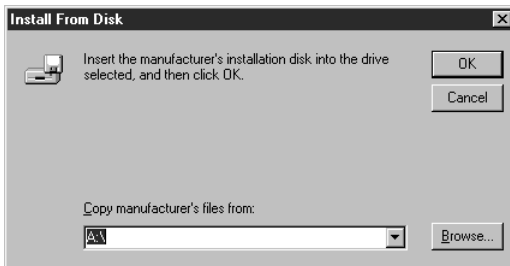 Install From Disk
Insert the manufacturer's installation disk into the drive
selected, and then click OK.
OK
Cancel
Copy manufacturer's files from:
A:\
Browse...